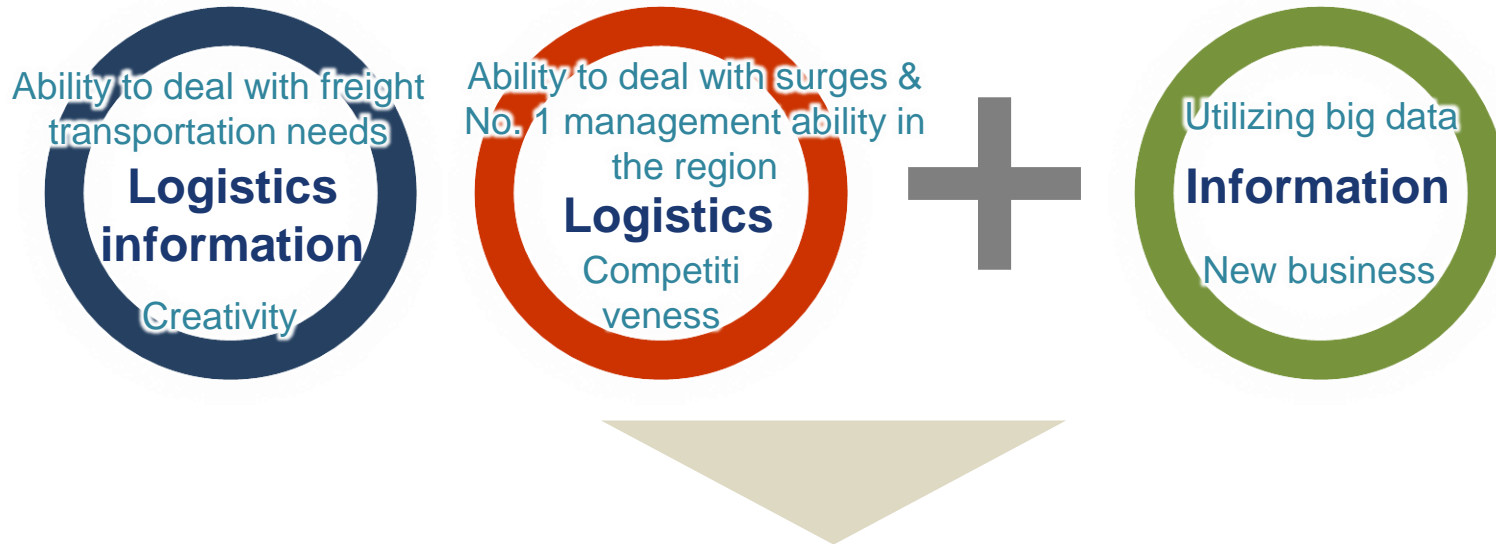 Ability to deal with freight
transportation needs
Logistics
information
Creativity
Ability to deal with surges &
No. 1 management ability in
the region
Logistics
Competiti
veness
Utilizing big data
Information
New business